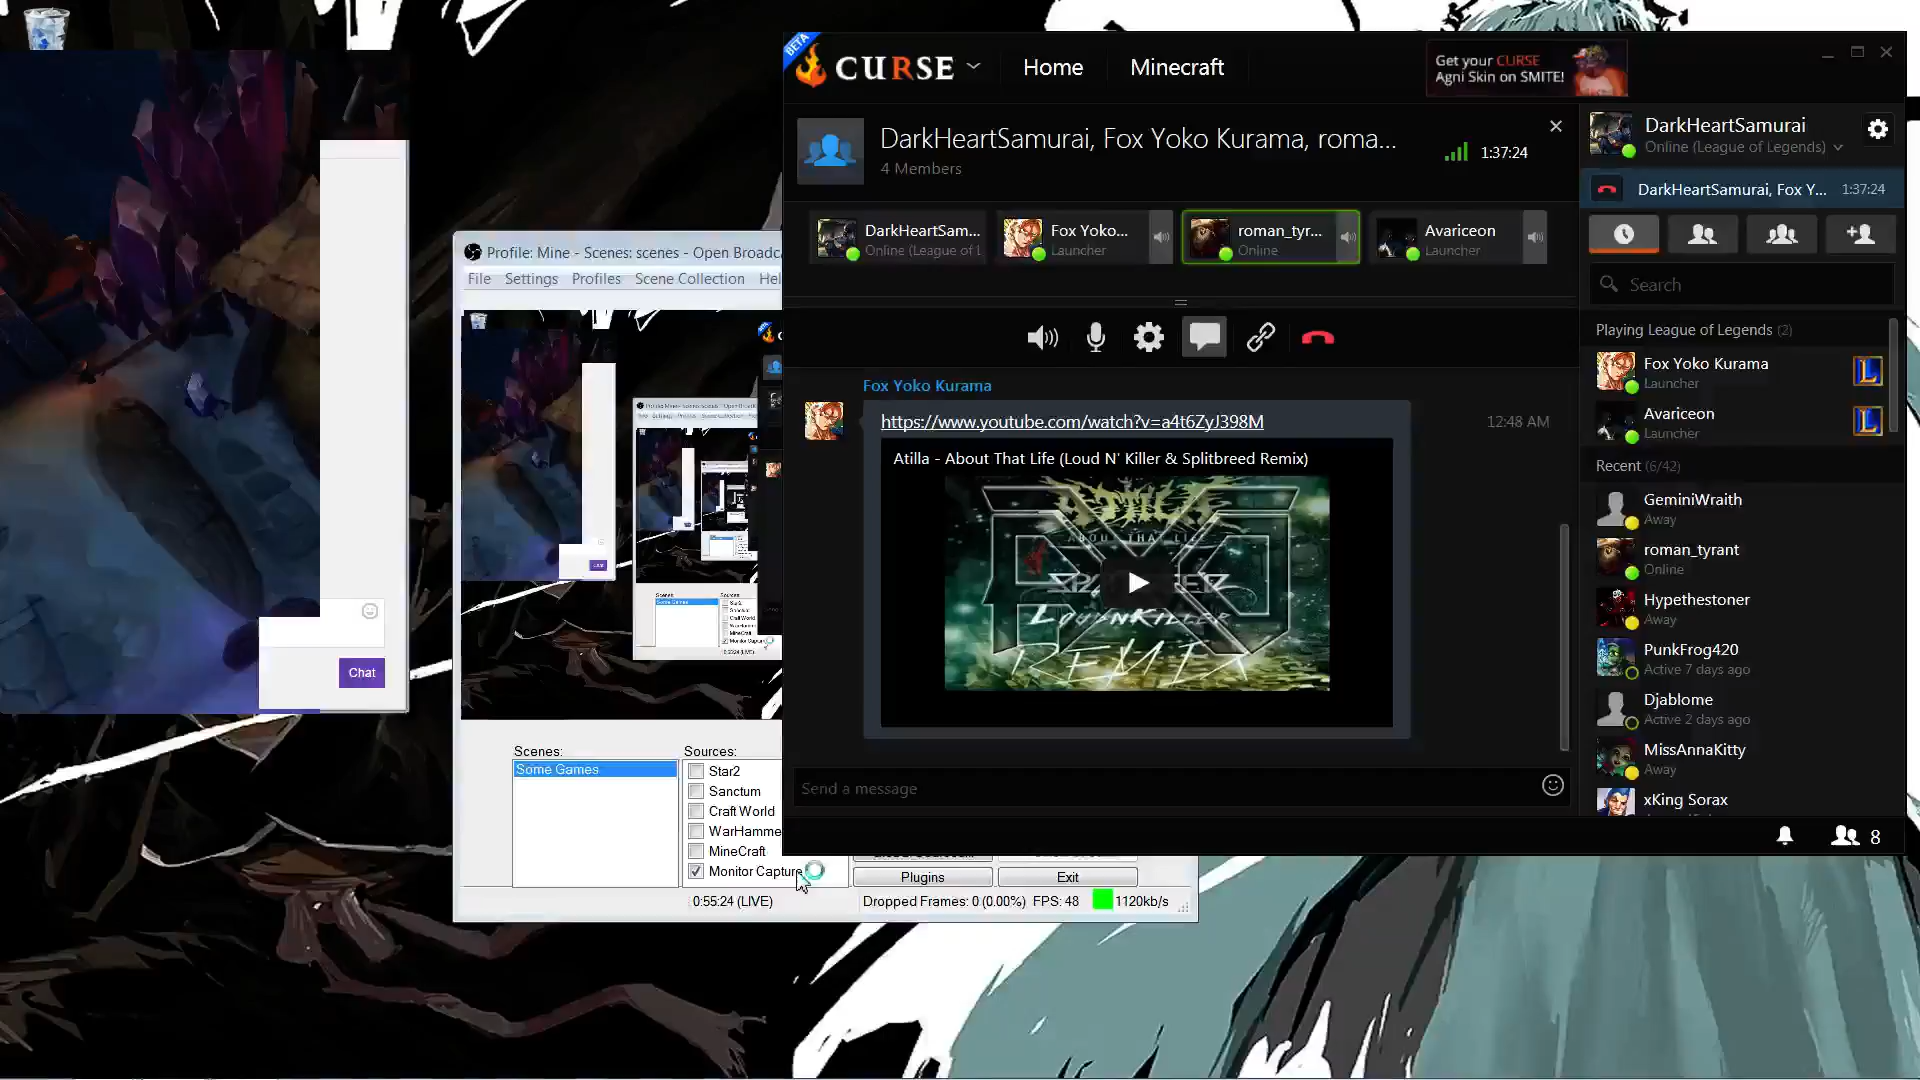 BETA
CURSE
Home
Minecraft
Get your CURSE
Agni Skin on SMITE!
DarkHeartSamurai, Fox Yoko Kurama, roma...
4 Members
1:37:24
DarkHeartSamurai
Online (League of Legends)
DarkHeartSamurai, Fox Y...
1:37:24
DarkHeartSam...
Online (League of L
Fox Yoko...
Launcher
roman_tyr...
Online
Avariceon
Launcher
Search
Profile: Mine - Scenes: scenes - Open Broadc
File
Settings
Profiles
Scene Collection
Hel
Playing League of Legends (2)
Fox Yoko Kurama
Launcher
Avariceon
Launcher
Recent (6/42)
GeminiWraith
Away
roman_tyrant
Online
Hypethestoner
Away
PunkFrog420
Active 7 days ago
Djablome
Active 2 days ago
MissAnnaKitty
Away
xKing Sorax
8
Fox Yoko Kurama
https://www.youtube.com/watch?v=a4t6ZyJ398M
12:48 AM
Atilla - About That Life (Loud N' Killer & Splitbreed Remix)
ATTILA
ABOUT THAT LIFE
REMIX
Send a message
Chat
Scenes:
Some Games
Sources:
Star2
Sanctum
Craft World
WarHamme
MineCraft
Monitor Capture
Plugins
Exit
0:55:24 (LIVE)
Dropped Frames: 0 (0.00%)
FPS: 48
1120kb/s